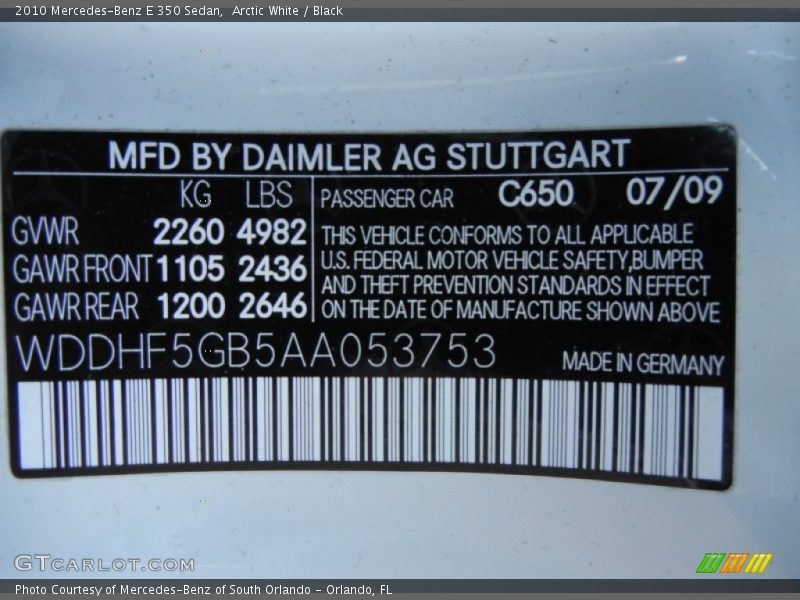 2010 Mercedes-Benz E 350 Sedan, Arctic White / Black
MFD BY DAIMLER AG STUTTGART
KG LBS
GVWR 2260 4982
GAWR FRONT 1105 2436
GAWR REAR 1200 2646
PASSENGER CAR C650 07/09
THIS VEHICLE CONFORMS TO ALL APPLICABLE
U.S. FEDERAL MOTOR VEHICLE SAFETY,BUMPER
AND THEFT PREVENTION STANDARDS IN EFFECT
ON THE DATE OF MANUFACTURE SHOWN ABOVE
WDDHF5GB5AA053753
MADE IN GERMANY
GTCARLOT.COM
Photo Courtesy of Mercedes-Benz of South Orlando - Orlando, FL